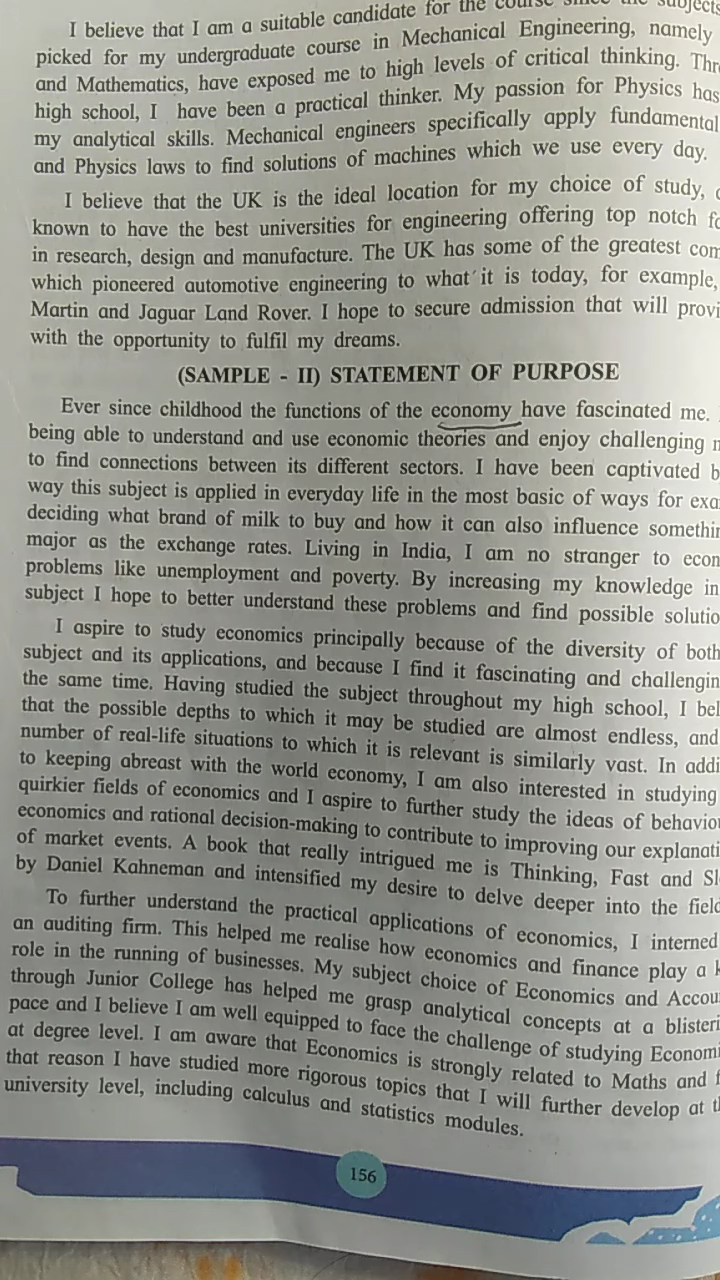 I believe that I am a suitable candidate for the course since the subjects
picked for my undergraduate course in Mechanical Engineering, namely
and Mathematics, have exposed me to high levels of critical thinking.
high school, I have been a practical thinker. My passion for Physics has
my analytical skills. Mechanical engineers specifically apply fundamental
and Physics laws to find solutions of machines which we use every day.
I believe that the UK is the ideal location for my choice of study,
known to have the best universities for engineering offering top notch
in research, design and manufacture. The UK has some of the greatest
which pioneered automotive engineering to what it is today, for example,
Martin and Jaguar Land Rover. I hope to secure admission that will
with the opportunity to fulfil my dreams.
(SAMPLE - II) STATEMENT OF PURPOSE
Ever since childhood the functions of the economy have fascinated me.
being able to understand and use economic theories and enjoy challenging
to find connections between its different sectors. I have been captivated
way this subject is applied in everyday life in the most basic of ways for
deciding what brand of milk to buy and how it can also influence
major as the exchange rates. Living in India, I am no stranger to
problems like unemployment and poverty. By increasing my knowledge in
subject I hope to better understand these problems and find possible
I aspire to study economics principally because of the diversity of both
subject and its applications, and because I find it fascinating and
the same time. Having studied the subject throughout my high school, I
that the possible depths to which it may be studied are almost endless, and
number of real-life situations to which it is relevant is similarly vast. In
to keeping abreast with the world economy, I am also interested in studying
quirkier fields of economics and I aspire to further study the ideas of
economics and rational decision-making to contribute to improving our
of market events. A book that really intrigued me is Thinking, Fast and
by Daniel Kahneman and intensified my desire to delve deeper into the
To further understand the practical applications of economics, I interned
an auditing firm. This helped me realise how economics and finance play a
role in the running of businesses. My subject choice of Economics and
through Junior College has helped me grasp analytical concepts at a
pace and I believe I am well equipped to face the challenge of studying
at degree level. I am aware that Economics is strongly related to Maths and
that reason I have studied more rigorous topics that I will further develop at
university level, including calculus and statistics modules.
156